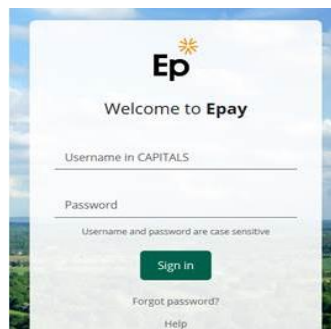 Ep
Welcome to Epay
Username in CAPITALS
Password
Username and password are case sensitive
Sign in
Forgot password?
Help